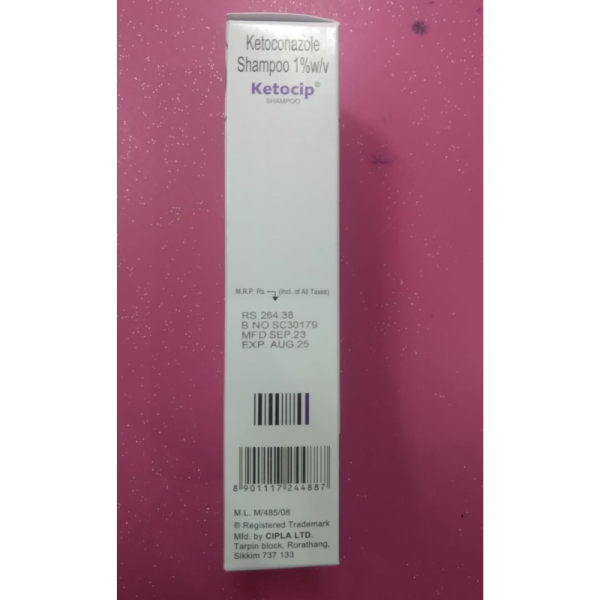 Ketoconazole
Shampoo 1%w/v
Ketocip®
SHAMPOO
M.R.P. Rs. (incl. of All Taxes)
RS.264.38
B NO SC30179
MFD.SEP.23
EXP. AUG.25
8 901117 244887
M.L. M/485/08
® Registered Trademark
Mfd. by CIPLA LTD.
Tarpin block, Rorathang,
Sikkim 737 133